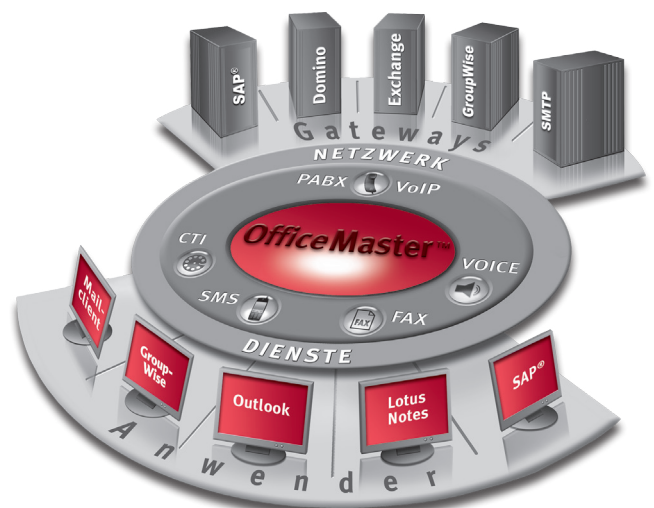 SAP®
Domino
Exchange
GroupWise
SMTP
Gateways
NETZWERK
PABX VoIP
OfficeMaster™
CTI
VOICE
SMS
FAX
FAX
DIENSTE
Mail-
client
Group-
Wise
Outlook
Lotus
Notes
SAP®
Anwender